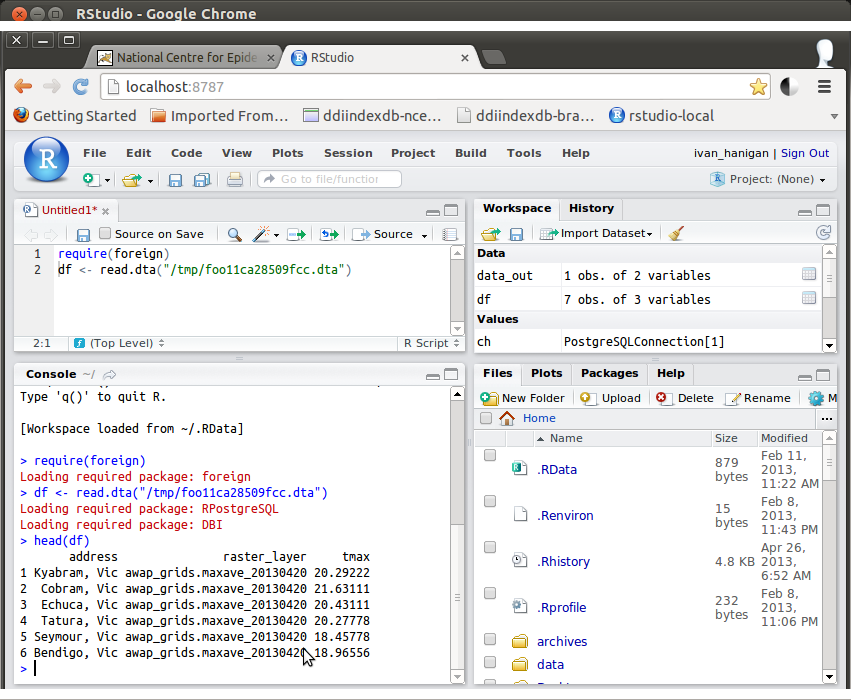 RStudio - Google Chrome
National Centre for Epide
RStudio
localhost:8787
Getting Started
Imported From...
ddiindexdb-nce...
ddiindexdb-bra...
rstudio-local
File Edit Code View Plots Session Project Build Tools Help
ivan_hanigan | Sign Out
Go to file/function
Project: (None)
Untitled1*
Source on Save
Source
1 require(foreign)
2 df <- read.dta("/tmp/foo11ca28509fcc.dta")
2:1 (Top Level)
R Script
Workspace History
Import Dataset
Data
data_out 1 obs. of 2 variables
df 7 obs. of 3 variables
Values
ch PostgreSQLConnection[1]
Console ~/
Type 'q()' to quit R.
[Workspace loaded from ~/.RData]
> require(foreign)
Loading required package: foreign
> df <- read.dta("/tmp/foo11ca28509fcc.dta")
Loading required package: RPostgreSQL
Loading required package: DBI
> head(df)
address raster_layer tmax
1 Kyabram, Vic awap_grids.maxave_20130420 20.29222
2 Cobram, Vic awap_grids.maxave_20130420 21.63111
3 Echuca, Vic awap_grids.maxave_20130420 20.43111
4 Tatura, Vic awap_grids.maxave_20130420 20.27778
5 Seymour, Vic awap_grids.maxave_20130420 18.45778
6 Bendigo, Vic awap_grids.maxave_20130420 18.96556
>
Files Plots Packages Help
New Folder Upload Delete Rename M
Home ...
Name Size Modified
.RData 879 bytes Feb 11, 2013, 11:22 AM
.Renviron 15 bytes Feb 8, 2013, 11:43 PM
.Rhistory 4.8 KB Apr 26, 2013, 6:52 AM
.Rprofile 232 bytes Feb 8, 2013, 11:06 PM
archives
data